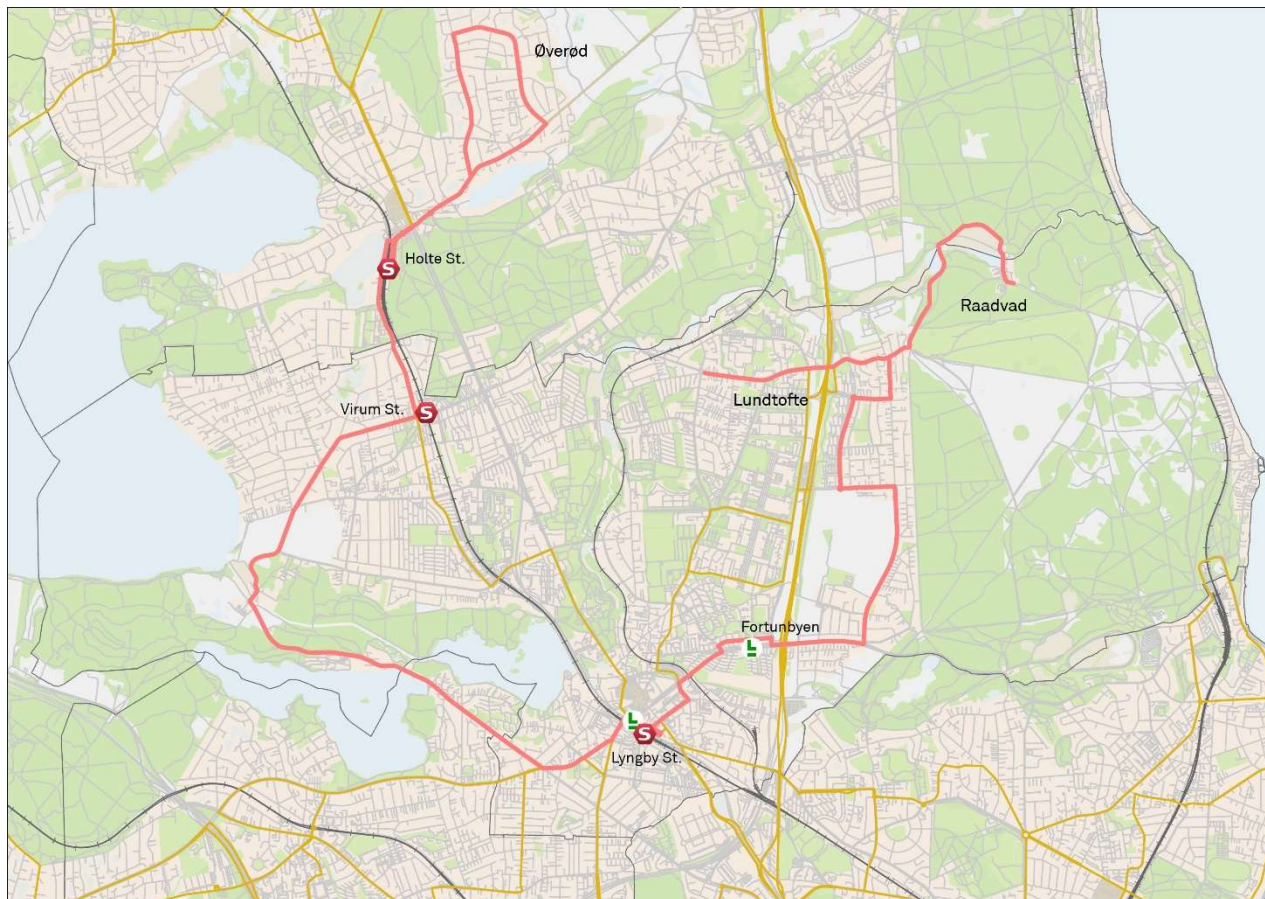 Øverød
Holte St.
Raadvad
Virum St.
Lundtofte
Fortunbyen
Lyngby St.
S
S
S
L
L